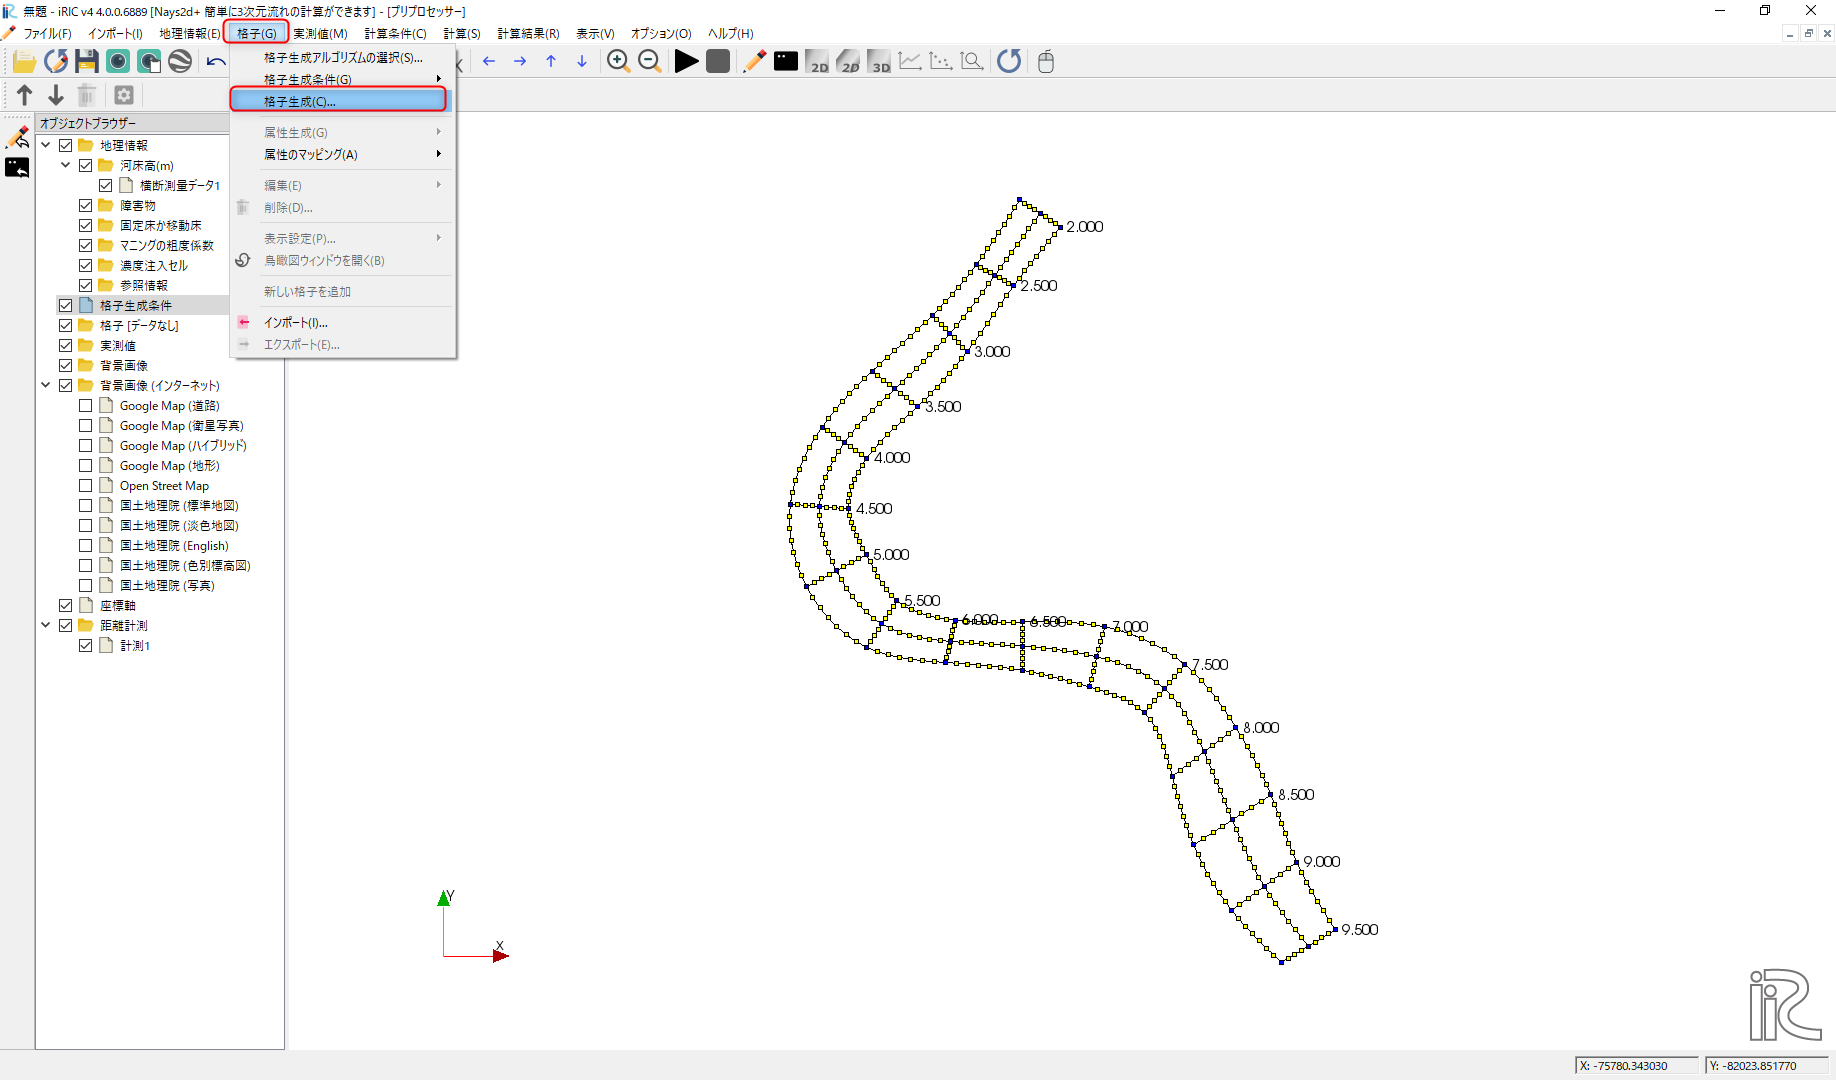 無題 - iRIC v4 4.0.0.6889 [Nays2d+ 簡単に3次元流れの計算ができます] - [プリプロセッサー]
ファイル(F) インポート(I) 地理情報(E) 格子(G) 実測値(M) 計算条件(C) 計算(S) 計算結果(R) 表示(V) オプション(O) ヘルプ(H)
2D 2D 3D
格子生成アルゴリズムの選択(S)...
格子生成条件(G)
格子生成(C)...
属性生成(G)
属性のマッピング(A)
編集(E)
削除(D)...
表示設定(P)...
鳥瞰図ウィンドウを開く(B)
新しい格子を追加
インポート(I)...
エクスポート(E)...
オブジェクトブラウザー
地理情報
河床高(m)
横断測量データ1
障害物
固定床か移動床
マニングの粗度係数
濃度注入セル
参照情報
格子生成条件
格子 [データなし]
実測値
背景画像
背景画像 (インターネット)
Google Map (道路)
Google Map (衛星写真)
Google Map (ハイブリッド)
Google Map (地形)
Open Street Map
国土地理院 (標準地図)
国土地理院 (淡色地図)
国土地理院 (English)
国土地理院 (色別標高図)
国土地理院 (写真)
座標軸
距離計測
計測1
2.000
2.500
3.000
3.500
4.000
4.500
5.000
5.500
6.000
6.500
7.000
7.500
8.000
8.500
9.000
9.500
Y
X
iRIC
X: -75780.343030
Y: -82023.851770